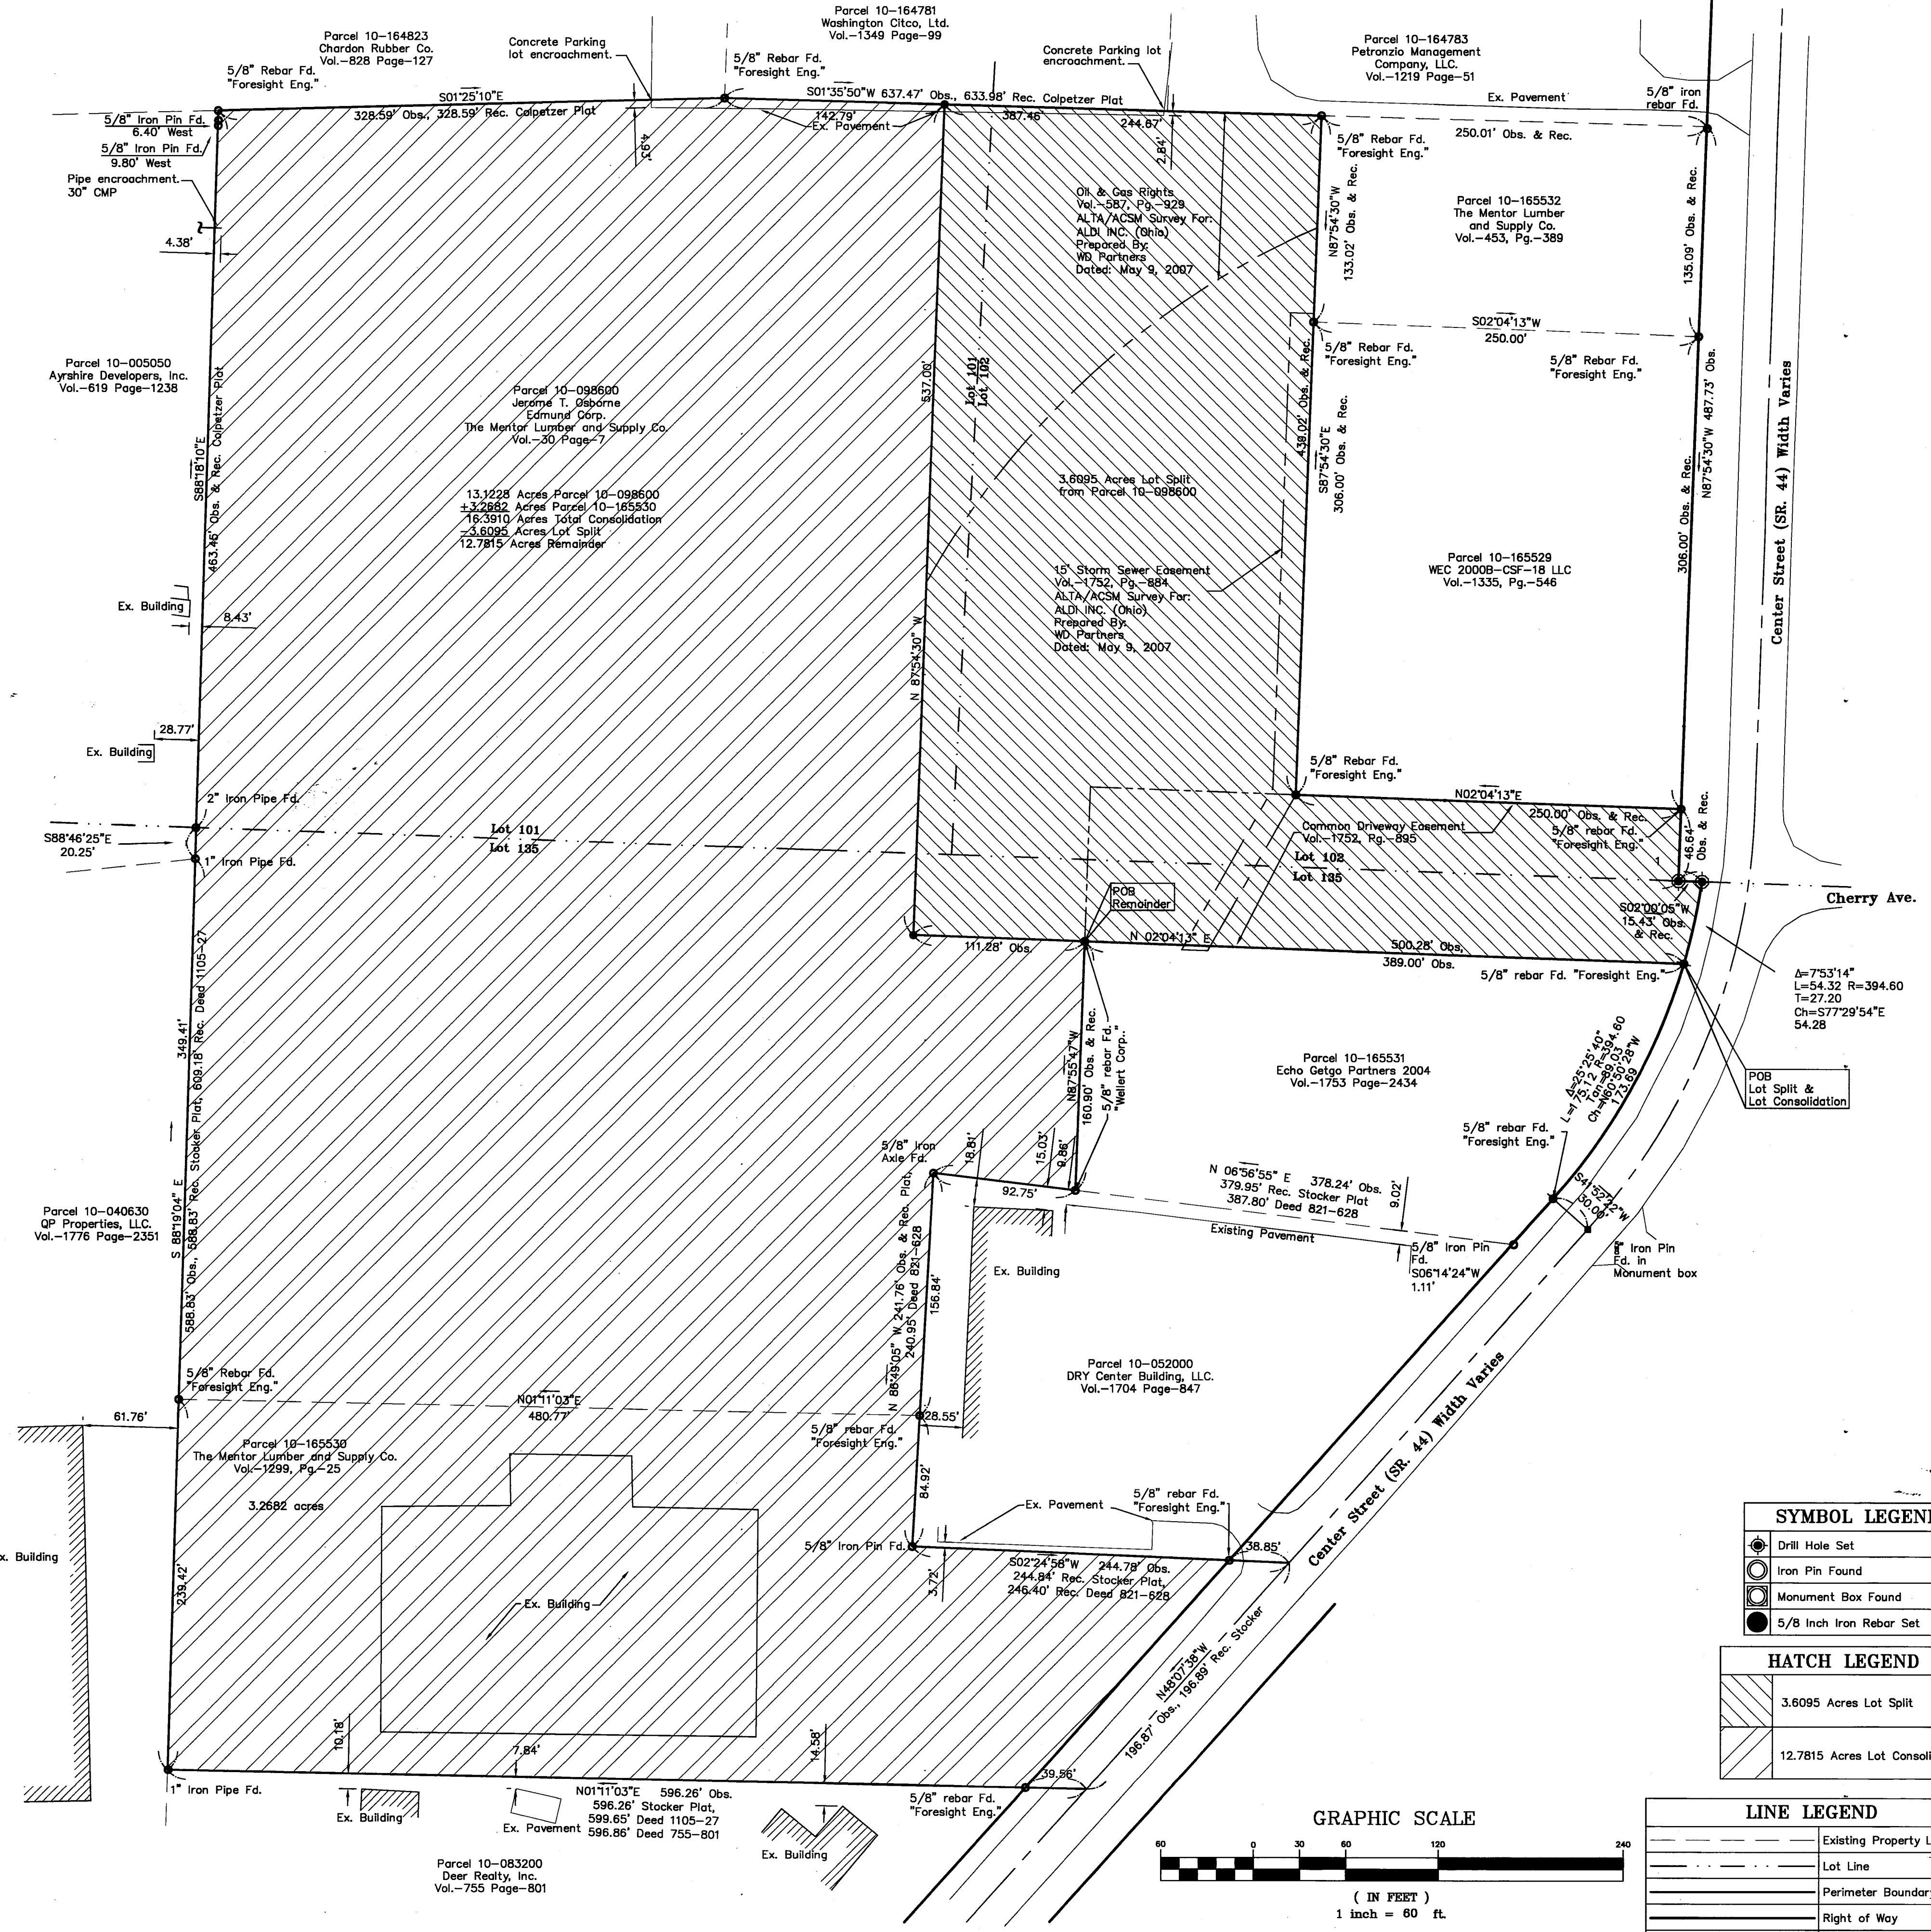 Parcel 10-164823
Chardon Rubber Co.
Vol.-828 Page-127
Concrete Parking
lot encroachment.
Parcel 10-164781
Washington Citco, Ltd.
Vol.-1349 Page-99
Concrete Parking lot
encroachment.
Parcel 10-164783
Petronzio Management
Company, LLC.
Vol.-1219 Page-51
5/8" Rebar Fd.
"Foresight Eng."
5/8" Rebar Fd.
"Foresight Eng."
Ex. Pavement
5/8" iron
rebar Fd.
S01°25'10"E
328.59' Obs., 328.59' Rec. Colpetzer Plat
S01°35'50"W 637.47' Obs., 633.98' Rec. Colpetzer Plat
142.79'
Ex. Pavement
387.46'
244.67'
4.93'
2.84'
5/8" Iron Pin Fd.
6.40' West
5/8" Iron Pin Fd.
9.80' West
Pipe encroachment.
30" CMP
4.38'
5/8" Rebar Fd.
"Foresight Eng."
250.01' Obs. & Rec.
Oil & Gas Rights
Vol.-587, Pg.-929
ALTA/ACSM Survey For:
ALDI INC. (Ohio)
Prepared By:
WD Partners
Dated: May 9, 2007
N87°54'30"W
133.02' Obs. & Rec.
Parcel 10-165532
The Mentor Lumber
and Supply Co.
Vol.-453, Pg.-389
135.09' Obs. & Rec.
S02°04'13"W
250.00'
5/8" Rebar Fd.
"Foresight Eng."
5/8" Rebar Fd.
"Foresight Eng."
Parcel 10-005050
Ayrshire Developers, Inc.
Vol.-619 Page-1238
S88°18'10"E
463.46' Obs. & Rec. Colpetzer Plat
Parcel 10-098600
Jerome T. Osborne
Edmund Corp.
The Mentor Lumber and Supply Co.
Vol.-30 Page-7
537.00'
N 87°54'30" W
Lot 101
Lot 102
439.02' Obs. & Rec.
S87°54'30"E
306.00' Obs. & Rec.
N87°54'30"W 487.73' Obs.
306.00' Obs. & Rec.
Center Street (SR. 44) Width Varies
13.1228 Acres Parcel 10-098600
+3.2682 Acres Parcel 10-165530
16.3910 Acres Total Consolidation
-3.6095 Acres Lot Split
12.7815 Acres Remainder
3.6095 Acres Lot Split
from Parcel 10-098600
15' Storm Sewer Easement
Vol.-1752, Pg.-884
ALTA/ACSM Survey For:
ALDI INC. (Ohio)
Prepared By:
WD Partners
Dated: May 9, 2007
Parcel 10-165529
WEC 2000B-CSF-18 LLC
Vol.-1335, Pg.-546
Ex. Building
8.43'
28.77'
Ex. Building
2" Iron Pipe Fd.
S88°46'25"E
20.25'
1" Iron Pipe Fd.
Lot 101
Lot 135
5/8" Rebar Fd.
"Foresight Eng."
N02°04'13"E
250.00' Obs. & Rec.
5/8" rebar Fd.
"Foresight Eng."
46.64'
Obs. & Rec.
Common Driveway Easement
Vol.-1752, Pg.-895
Lot 102
Lot 135
1
POB
Remainder
S02°00'05"W
15.43' Obs.
& Rec.
Cherry Ave.
111.28' Obs.
N 02°04'13" E
500.28' Obs.
389.00' Obs.
5/8" rebar Fd. "Foresight Eng."
Δ=7°53'14"
L=54.32 R=394.60
T=27.20
Ch=S77°29'54"E
54.28
POB
Lot Split &
Lot Consolidation
349.41'
S 88°19'04" E
588.83' Obs., 588.83' Rec. Stocker Plat, 609.18' Rec. Deed 1105-27
N87°55'47"W
160.90' Obs. & Rec.
5/8" rebar Fd.
"Wellert Corp."
Parcel 10-165531
Echo Getgo Partners 2004
Vol.-1753 Page-2434
Δ=25°25'40"
L=175.12 R=394.60
Tan=89.03
Ch=N60°50'28"W
173.69
5/8" rebar Fd.
"Foresight Eng."
5/8" Iron
Axle Fd.
18.81'
15.03'
9.86'
92.75'
N 06°56'55" E 378.24' Obs.
379.95' Rec. Stocker Plat
387.80' Deed 821-628
9.02'
Existing Pavement
S41°52'22"W
30.00'
5/8" Iron Pin
Fd.
S06°14'24"W
1.11'
Iron Pin
Fd. in
Monument box
Parcel 10-040630
QP Properties, LLC.
Vol.-1776 Page-2351
N 86°49'05" W 241.76' Obs. & Rec. Plat,
240.95' Deed 821-628
156.84'
Ex. Building
Parcel 10-052000
DRY Center Building, LLC.
Vol.-1704 Page-847
Center Street (SR. 44) Width Varies
5/8" Rebar Fd.
"Foresight Eng."
N01°11'03"E
480.77'
61.76'
28.55'
5/8" rebar Fd.
"Foresight Eng."
Parcel 10-165530
The Mentor Lumber and Supply Co.
Vol.-1299, Pg.-25
3.2682 acres
84.92'
Ex. Pavement
5/8" rebar Fd.
"Foresight Eng."
5/8" Iron Pin Fd.
38.85'
3.72'
S02°24'58"W 244.78' Obs.
244.84' Rec. Stocker Plat,
246.40' Rec. Deed 821-628
x. Building
239.42'
Ex. Building
N48°07'38"W
196.87' Obs., 196.89' Rec. Stocker
10.18'
7.84'
14.58'
39.56'
1" Iron Pipe Fd.
Ex. Building
N01°11'03"E 596.26' Obs.
596.26' Stocker Plat,
599.65' Deed 1105-27
596.86' Deed 755-801
Ex. Pavement
Ex. Building
5/8" rebar Fd.
"Foresight Eng."
Parcel 10-083200
Deer Realty, Inc.
Vol.-755 Page-801
GRAPHIC SCALE
60 0 30 60 120 240
( IN FEET )
1 inch = 60 ft.
SYMBOL LEGEND
Drill Hole Set
Iron Pin Found
Monument Box Found
5/8 Inch Iron Rebar Set
HATCH LEGEND
3.6095 Acres Lot Split
12.7815 Acres Lot Consoli
LINE LEGEND
Existing Property L
Lot Line
Perimeter Boundar
Right of Way